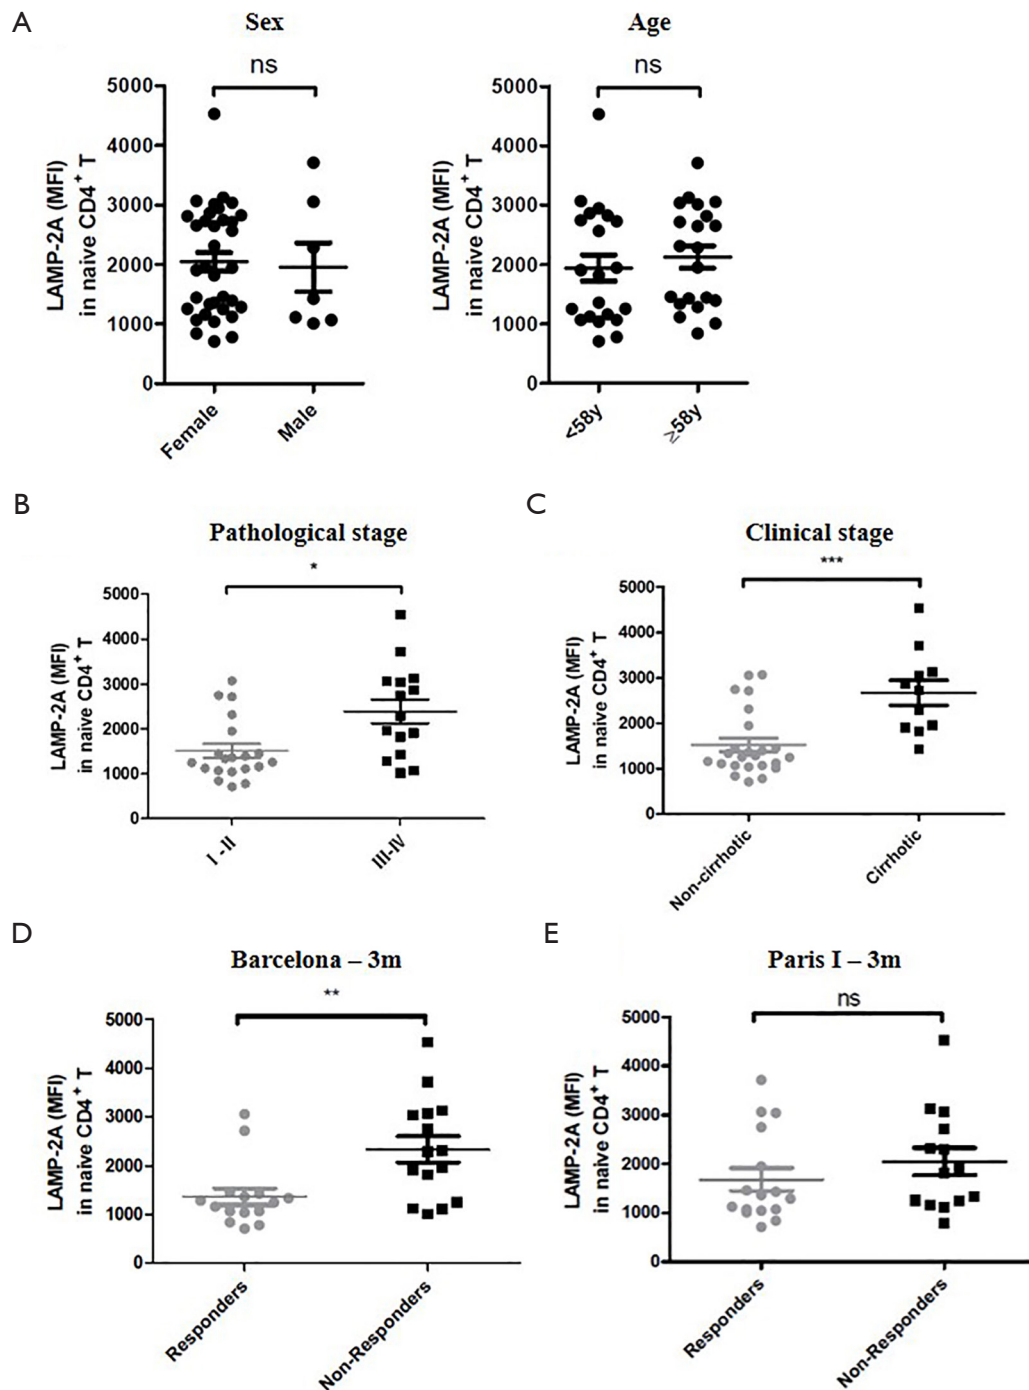 A
Sex
ns
LAMP-2A (MFI)
in naive CD4+ T
5000
4000
3000
2000
1000
0
Female
Male
Age
ns
LAMP-2A (MFI)
in naive CD4+ T
5000
4000
3000
2000
1000
0
<58y
≥58y
B
Pathological stage
*
LAMP-2A (MFI)
in naive CD4+ T
5000
4000
3000
2000
1000
0
I -II
III-IV
C
Clinical stage
***
LAMP-2A (MFI)
in naive CD4+ T
5000
4000
3000
2000
1000
0
Non-cirrhotic
Cirrhotic
D
Barcelona – 3m
**
LAMP-2A (MFI)
in naive CD4+ T
5000
4000
3000
2000
1000
0
Responders
Non-Responders
E
Paris I – 3m
ns
LAMP-2A (MFI)
in naive CD4+ T
5000
4000
3000
2000
1000
0
Responders
Non-Responders